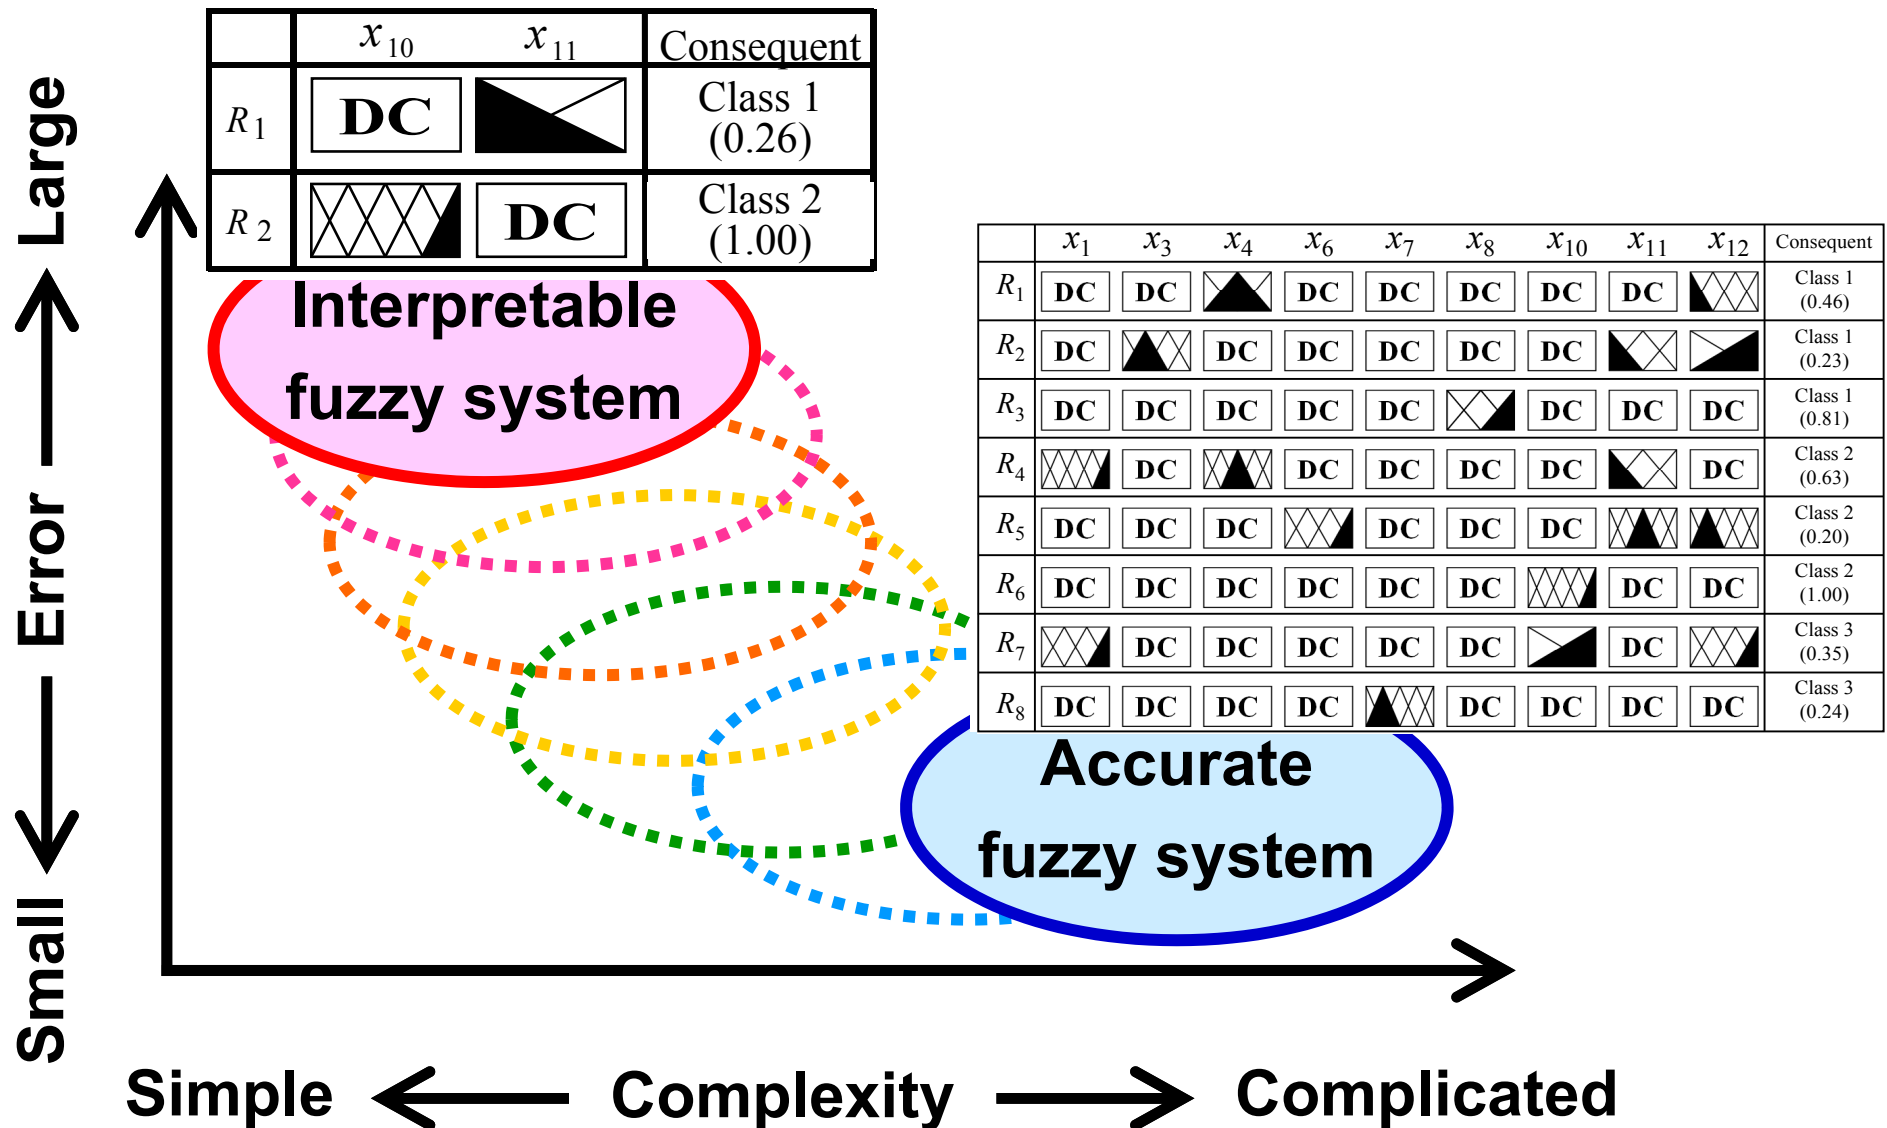 x10 x11 Consequent
R1 DC Class 1
(0.26)
R2 DC Class 2
(1.00)
Interpretable
fuzzy system
x1 x3 x4 x6 x7 x8 x10 x11 x12 Consequent
R1 DC DC DC DC DC DC DC Class 1
(0.46)
R2 DC DC DC DC DC DC Class 1
(0.23)
R3 DC DC DC DC DC DC DC DC Class 1
(0.81)
R4 DC DC DC DC DC DC Class 2
(0.63)
R5 DC DC DC DC DC DC Class 2
(0.20)
R6 DC DC DC DC DC DC DC DC Class 2
(1.00)
R7 DC DC DC DC DC DC Class 3
(0.35)
R8 DC DC DC DC DC DC DC DC Class 3
(0.24)
Accurate
fuzzy system
Small Error Large
Simple Complexity Complicated